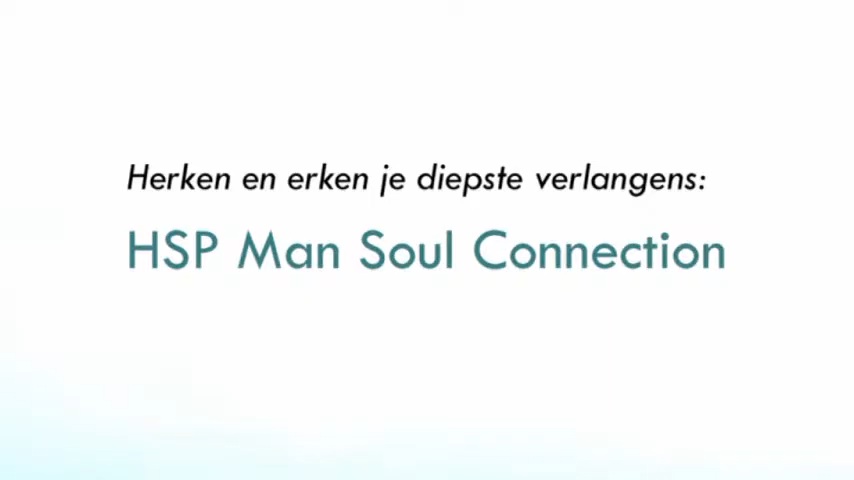 Herken en erken je diepste verlangens:
HSP Man Soul Connection